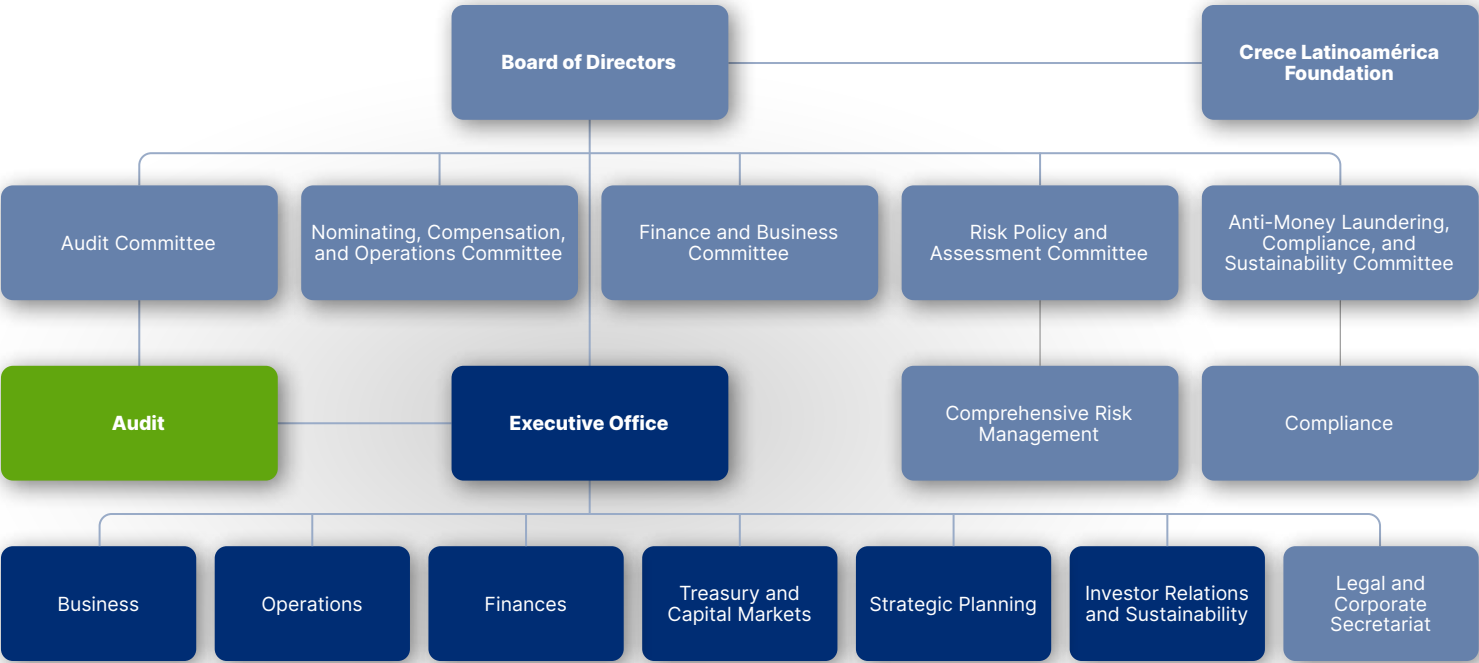 Board of Directors
Crece Latinoamérica
Foundation
Audit Committee
Nominating, Compensation,
and Operations Committee
Finance and Business
Committee
Risk Policy and
Assessment Committee
Anti-Money Laundering,
Compliance, and
Sustainability Committee
Audit
Executive Office
Comprehensive Risk
Management
Compliance
Business
Operations
Finances
Treasury and
Capital Markets
Strategic Planning
Investor Relations
and Sustainability
Legal and
Corporate
Secretariat